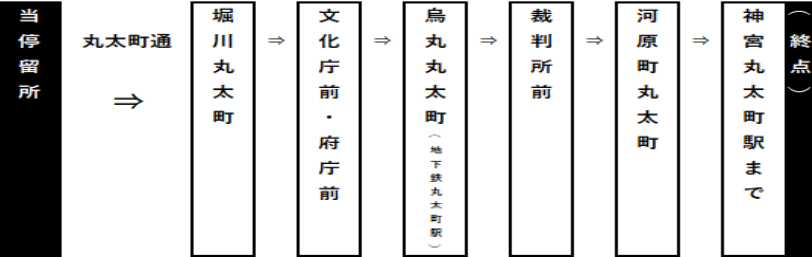 当停留所
丸太町通
⇒
堀川丸太町
⇒
文化庁前・府庁前
⇒
烏丸丸太町（地下鉄丸太町駅）
⇒
裁判所前
⇒
河原町丸太町
⇒
神宮丸太町駅まで
（終点）